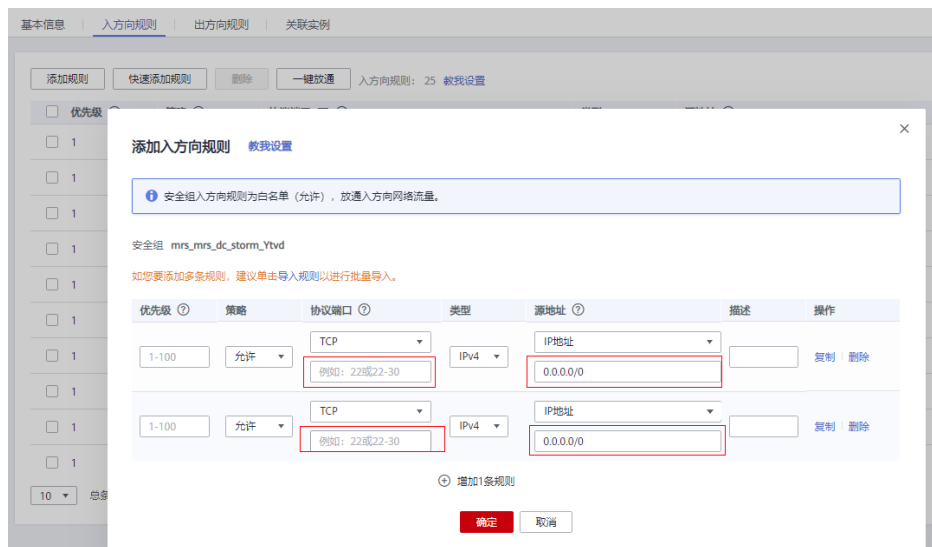 基本信息 入方向规则 出方向规则 关联实例
添加规则 快速添加规则 删除 一键放通 入方向规则: 25 教我设置
优先级
1
添加入方向规则 教我设置
1
安全组入方向规则为白名单（允许），放通入方向网络流量。
1
安全组 mrs_mrs_dc_storm_Ytvd
1
如您要添加多条规则，建议单击导入规则以进行批量导入。
1
优先级 策略 协议端口 类型 源地址 描述 操作
1
TCP IP地址
1 1-100 允许 IPv4 复制 删除
例如：22或22-30 0.0.0.0/0
1
TCP IP地址
1 1-100 允许 IPv4 复制 删除
例如：22或22-30 0.0.0.0/0
1
增加1条规则
10
确定 取消